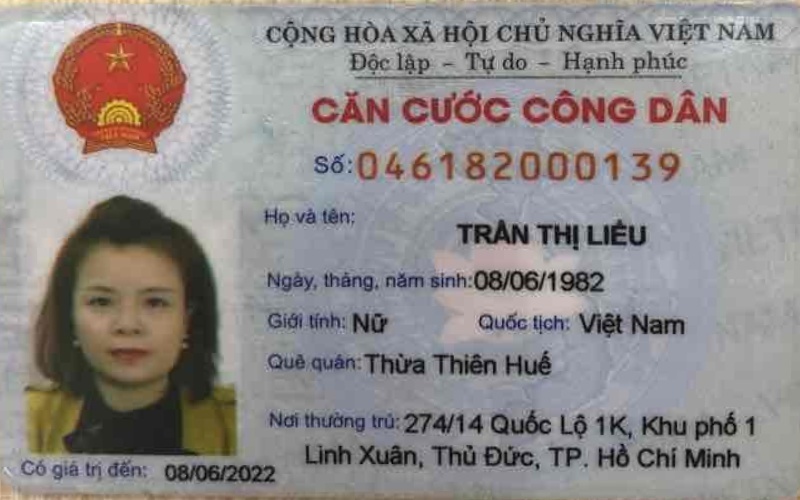 CỘNG HÒA XÃ HỘI CHỦ NGHĨA VIỆT NAM
Độc lập - Tự do - Hạnh phúc
CĂN CƯỚC CÔNG DÂN
Số: 046182000139
Họ và tên:
TRẦN THỊ LIỄU
Ngày, tháng, năm sinh: 08/06/1982
Giới tính: Nữ Quốc tịch: Việt Nam
Quê quán: Thừa Thiên Huế
Nơi thường trú: 274/14 Quốc Lộ 1K, Khu phố 1
Linh Xuân, Thủ Đức, TP. Hồ Chí Minh
Có giá trị đến: 08/06/2022